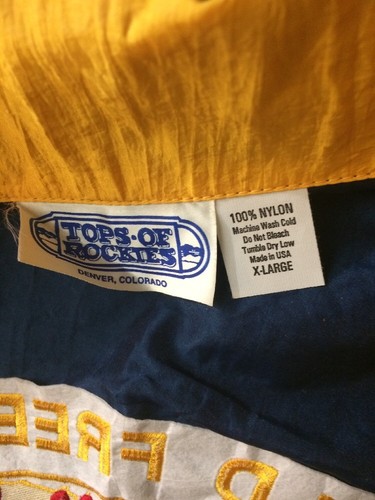 TOPS·OF
ROCKIES
DENVER, COLORADO
100% NYLON
Machine Wash Cold
Do Not Bleach
Tumble Dry Low
Made in USA
X-LARGE